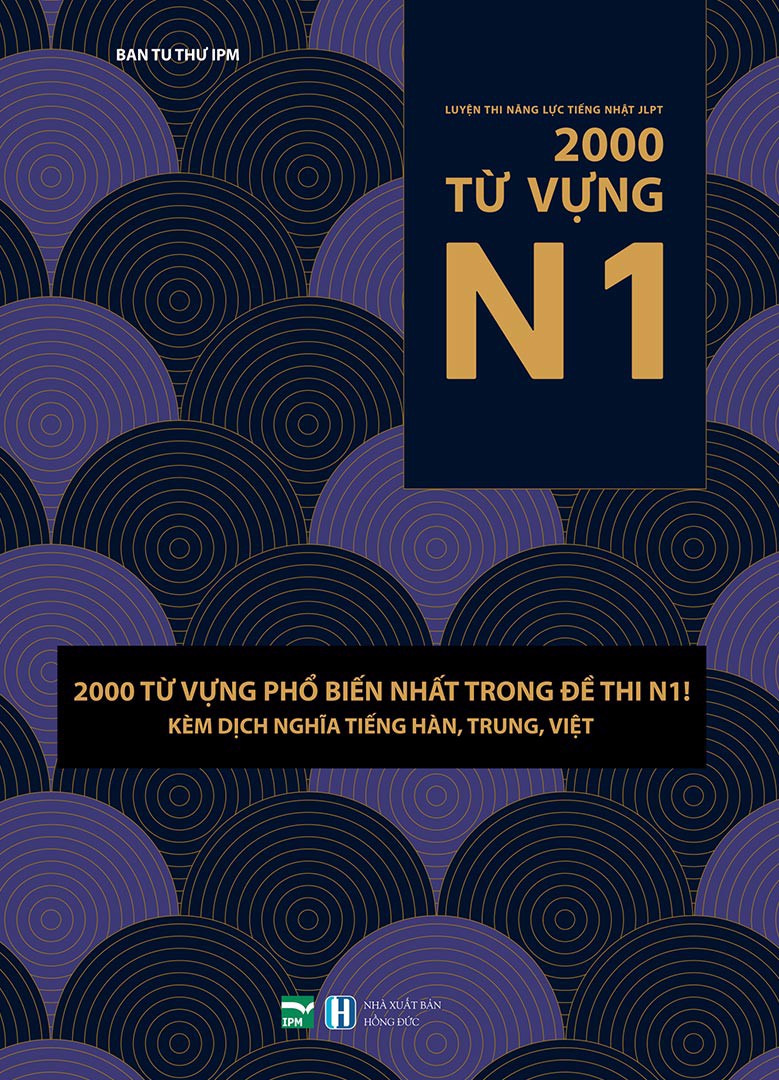 BAN TU THƯ IPM
LUYỆN THI NĂNG LỰC TIẾNG NHẬT JLPT
2000
TỪ VỰNG
N1
2000 TỪ VỰNG PHỔ BIẾN NHẤT TRONG ĐỀ THI N1!
KÈM DỊCH NGHĨA TIẾNG HÀN, TRUNG, VIỆT
IPM
H
NHÀ XUẤT BẢN
HỒNG ĐỨC